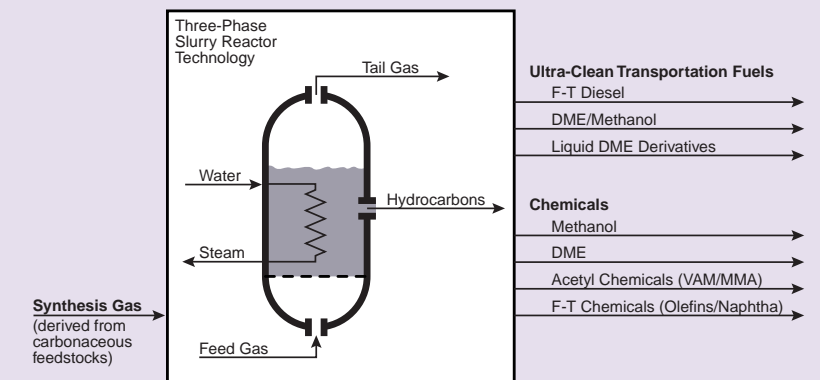 Three-Phase
Slurry Reactor
Technology
Tail Gas
Water
Hydrocarbons
Steam
Feed Gas
Synthesis Gas
(derived from
carbonaceous
feedstocks)
Ultra-Clean Transportation Fuels
F-T Diesel
DME/Methanol
Liquid DME Derivatives
Chemicals
Methanol
DME
Acetyl Chemicals (VAM/MMA)
F-T Chemicals (Olefins/Naphtha)